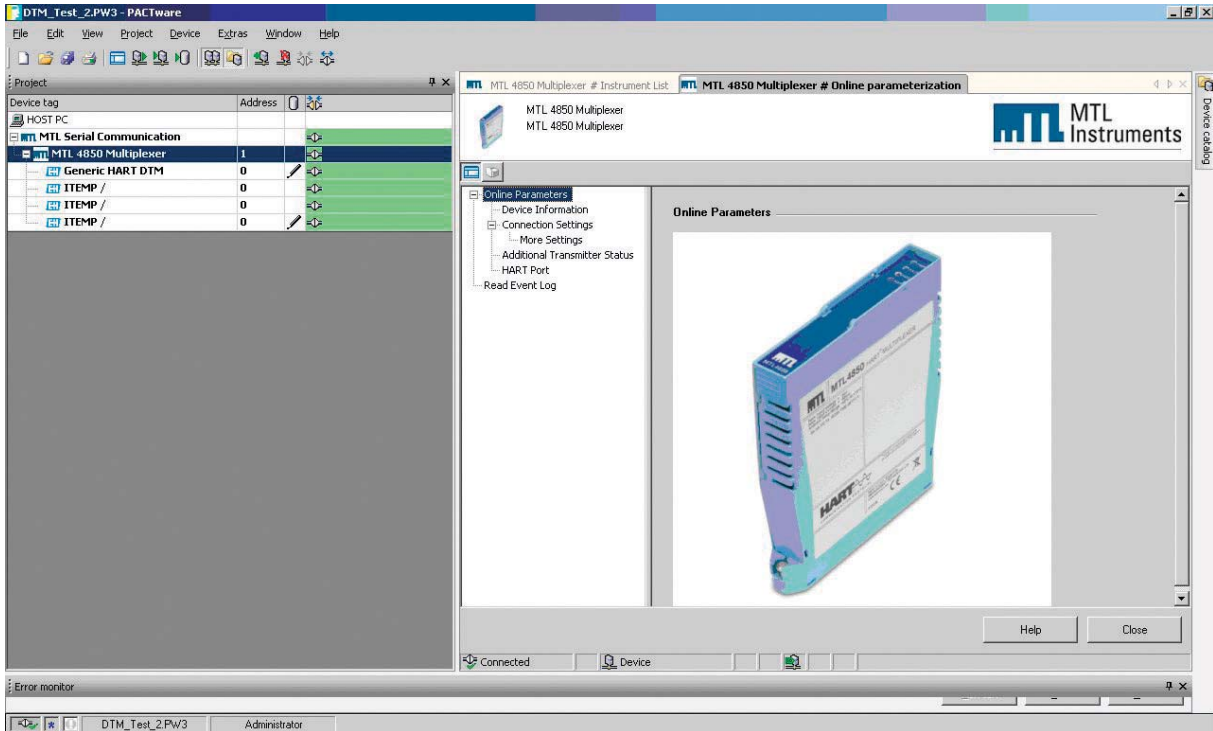 DTM_Test_2.PW3 - PACTware
File Edit View Project Device Extras Window Help
Project
MTL 4850 Multiplexer # Instrument List MTL 4850 Multiplexer # Online parameterization
Device tag Address
HOST PC
MTL Serial Communication
MTL 4850 Multiplexer 1
Generic HART DTM 0
ITEMP / 0
ITEMP / 0
ITEMP / 0
MTL 4850 Multiplexer
MTL 4850 Multiplexer
MTL
Instruments
Device catalog
Online Parameters
Device Information
Connection Settings
More Settings
Additional Transmitter Status
HART Port
Read Event Log
Online Parameters
MTL
MTL MTL4850 HART MULTIPLEXER
HART
CE
Help Close
Connected Device
Error monitor
DTM_Test_2.PW3 Administrator